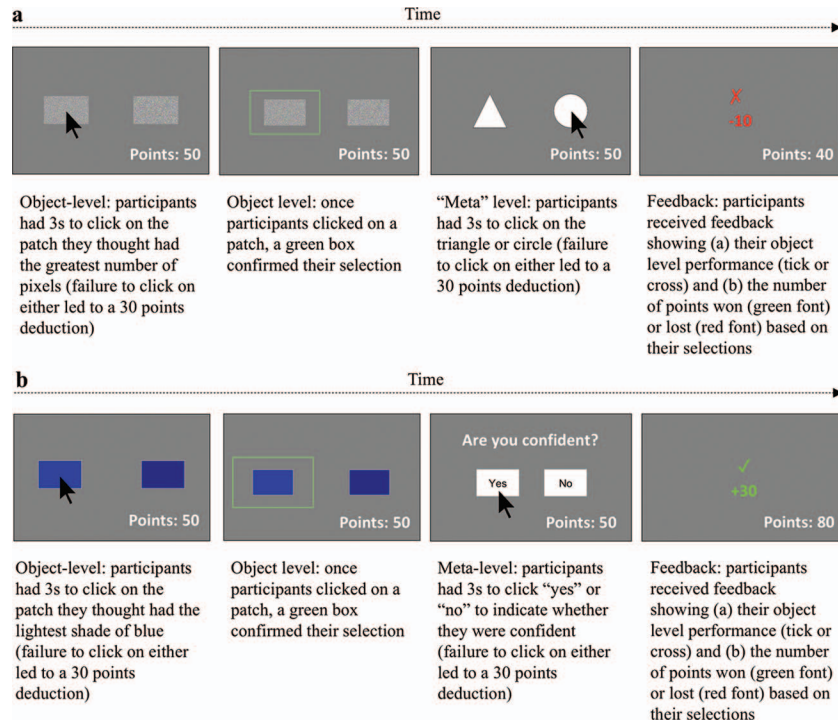 a
Time
Points: 50
Points: 50
Points: 50
✗
-10
Points: 40
Object-level: participants
had 3s to click on the
patch they thought had
the greatest number of
pixels (failure to click on
either led to a 30 points
deduction)
Object level: once
participants clicked on a
patch, a green box
confirmed their selection
“Meta” level: participants
had 3s to click on the
triangle or circle (failure
to click on either led to a
30 points deduction)
Feedback: participants
received feedback
showing (a) their object
level performance (tick or
cross) and (b) the number
of points won (green font)
or lost (red font) based on
their selections
b
Time
Points: 50
Points: 50
Are you confident?
Yes
No
Points: 50
✓
+30
Points: 80
Object-level: participants
had 3s to click on the
patch they thought had the
lightest shade of blue
(failure to click on either
led to a 30 points
deduction)
Object level: once
participants clicked on a
patch, a green box
confirmed their selection
Meta-level: participants
had 3s to click “yes” or
“no” to indicate whether
they were confident
(failure to click on either
led to a 30 points
deduction)
Feedback: participants
received feedback
showing (a) their object
level performance (tick or
cross) and (b) the number
of points won (green font)
or lost (red font) based on
their selections